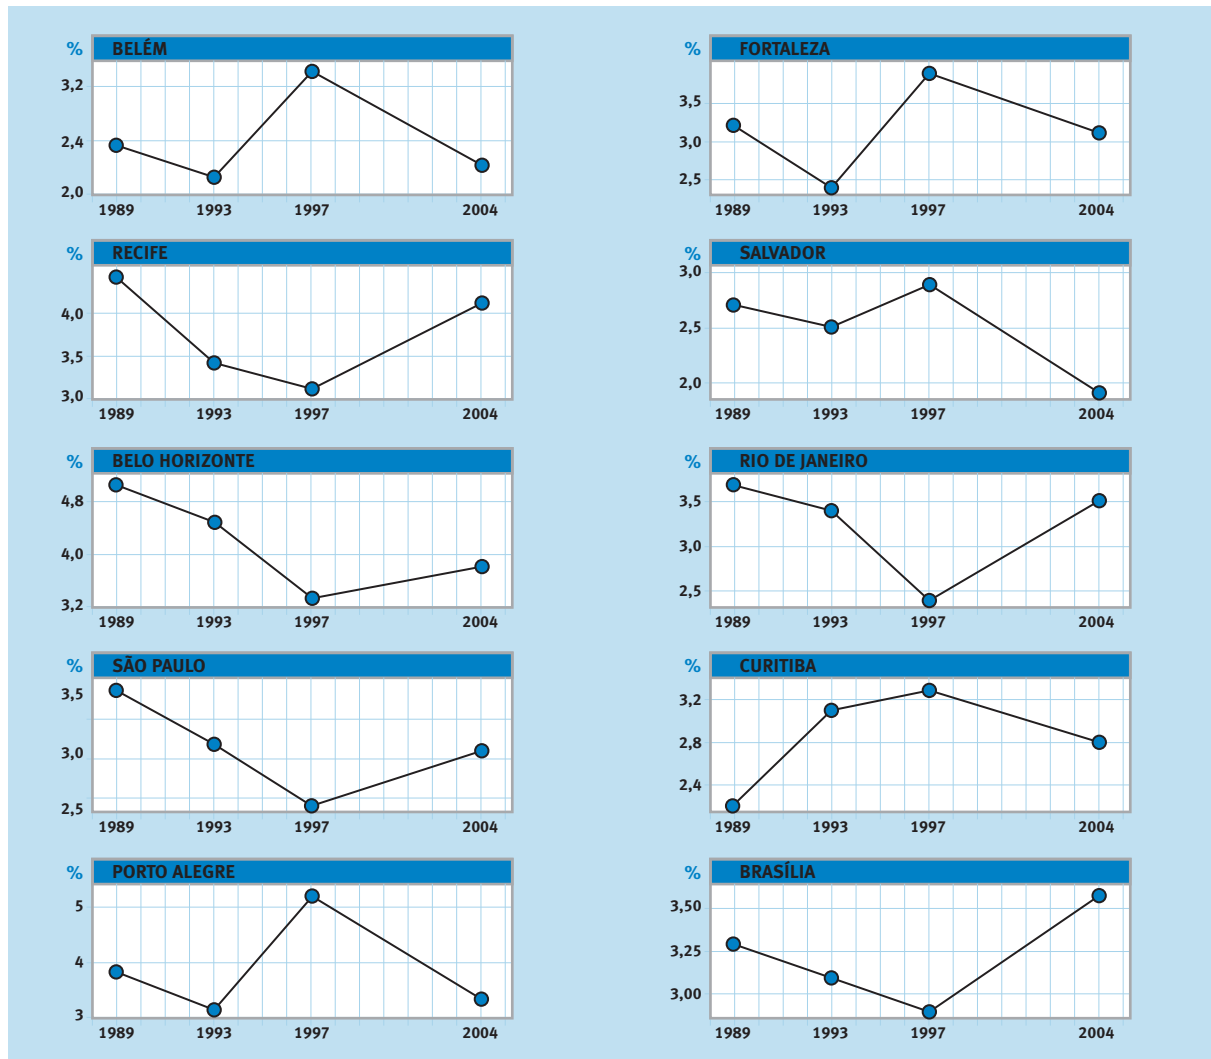 % BELÉM
3,2
2,4
2,0
1989 1993 1997 2004
% FORTALEZA
3,5
3,0
2,5
1989 1993 1997 2004
% RECIFE
4,0
3,5
3,0
1989 1993 1997 2004
% SALVADOR
3,0
2,5
2,0
1989 1993 1997 2004
% BELO HORIZONTE
4,8
4,0
3,2
1989 1993 1997 2004
% RIO DE JANEIRO
3,5
3,0
2,5
1989 1993 1997 2004
% SÃO PAULO
3,5
3,0
2,5
1989 1993 1997 2004
% CURITIBA
3,2
2,8
2,4
1989 1993 1997 2004
% PORTO ALEGRE
5
4
3
1989 1993 1997 2004
% BRASÍLIA
3,50
3,25
3,00
1989 1993 1997 2004